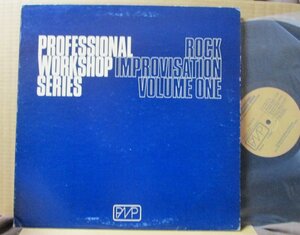 PROFESSIONAL
WORKSHOP
SERIES
ROCK
IMPROVISATION
VOLUME ONE